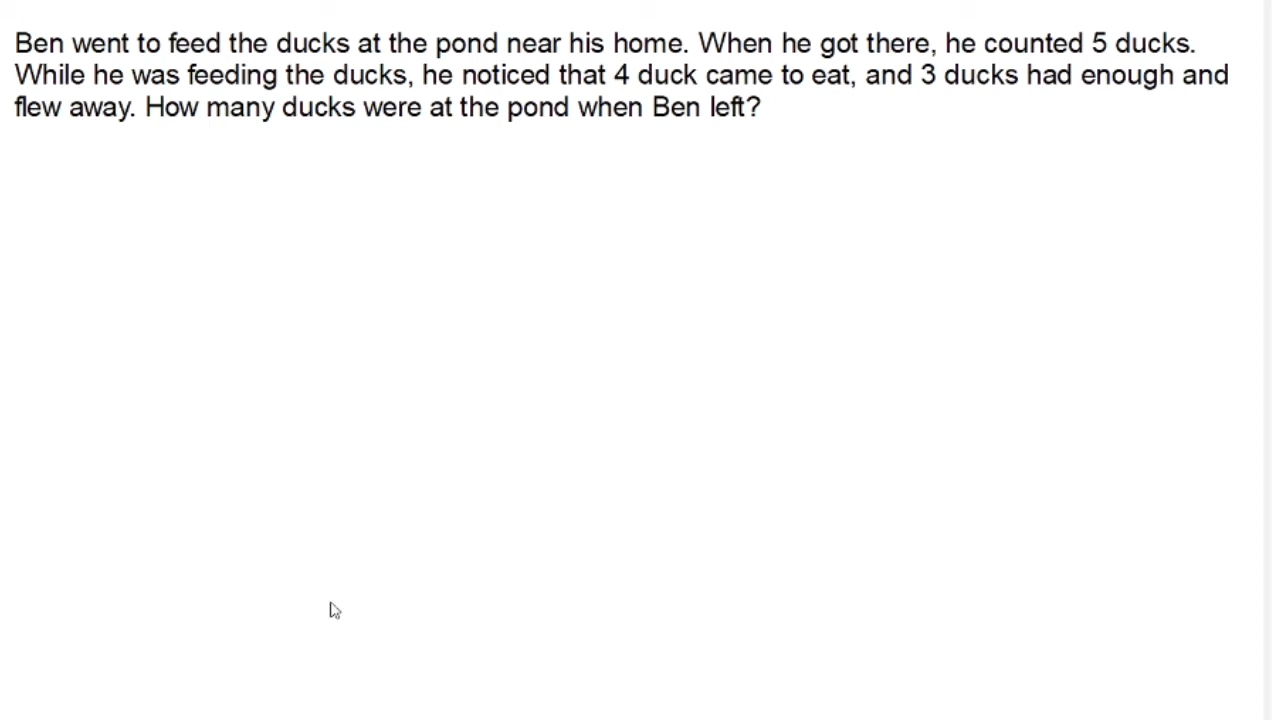 Ben went to feed the ducks at the pond near his home. When he got there, he counted 5 ducks.
While he was feeding the ducks, he noticed that 4 duck came to eat, and 3 ducks had enough and
flew away. How many ducks were at the pond when Ben left?